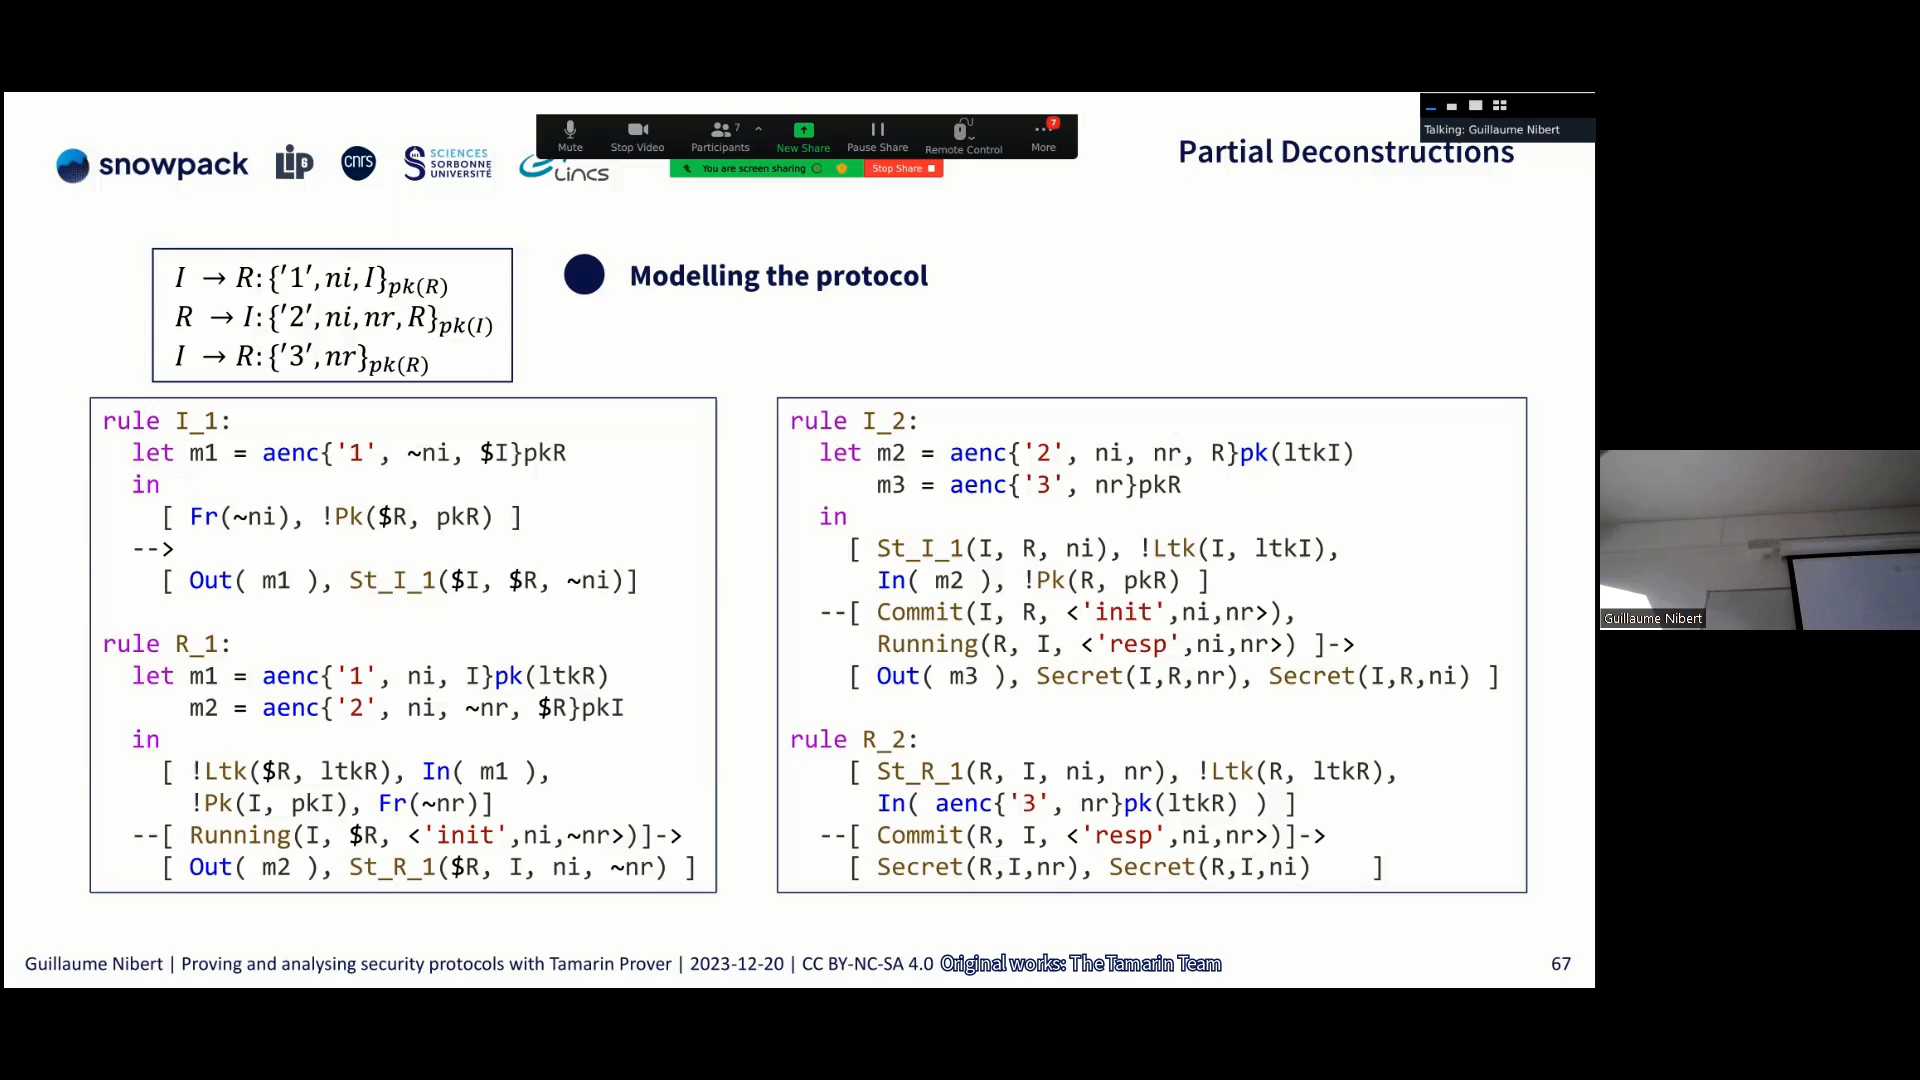 Mute
Stop Video
Participants
7
New Share
Pause Share
Remote Control
More
7
You are screen sharing
Stop Share
Talking: Guillaume Nibert
snowpack
LIP6
cnrs
SCIENCES
SORBONNE
UNIVERSITÉ
Lincs
Partial Deconstructions
I → R: {'1', ni, I}pk(R)
R → I: {'2', ni, nr, R}pk(I)
I → R: {'3', nr}pk(R)
Modelling the protocol
rule I_1:
let m1 = aenc{'1', ~ni, $I}pkR
in
[ Fr(~ni), !Pk($R, pkR) ]
-->
[ Out( m1 ), St_I_1($I, $R, ~ni)]
rule R_1:
let m1 = aenc{'1', ni, I}pk(ltkR)
m2 = aenc{'2', ni, ~nr, $R}pkI
in
[ !Ltk($R, ltkR), In( m1 ),
!Pk(I, pkI), Fr(~nr)]
--[ Running(I, $R, <'init',ni,~nr>)]->
[ Out( m2 ), St_R_1($R, I, ni, ~nr) ]
rule I_2:
let m2 = aenc{'2', ni, nr, R}pk(ltkI)
m3 = aenc{'3', nr}pkR
in
[ St_I_1(I, R, ni), !Ltk(I, ltkI),
In( m2 ), !Pk(R, pkR) ]
--[ Commit(I, R, <'init',ni,nr>),
Running(R, I, <'resp',ni,nr>) ]->
[ Out( m3 ), Secret(I,R,nr), Secret(I,R,ni) ]
rule R_2:
[ St_R_1(R, I, ni, nr), !Ltk(R, ltkR),
In( aenc{'3', nr}pk(ltkR) ) ]
--[ Commit(R, I, <'resp',ni,nr>)]->
[ Secret(R,I,nr), Secret(R,I,ni) ]
Guillaume Nibert
Guillaume Nibert | Proving and analysing security protocols with Tamarin Prover | 2023-12-20 | CC BY-NC-SA 4.0 Original works: The Tamarin Team
67